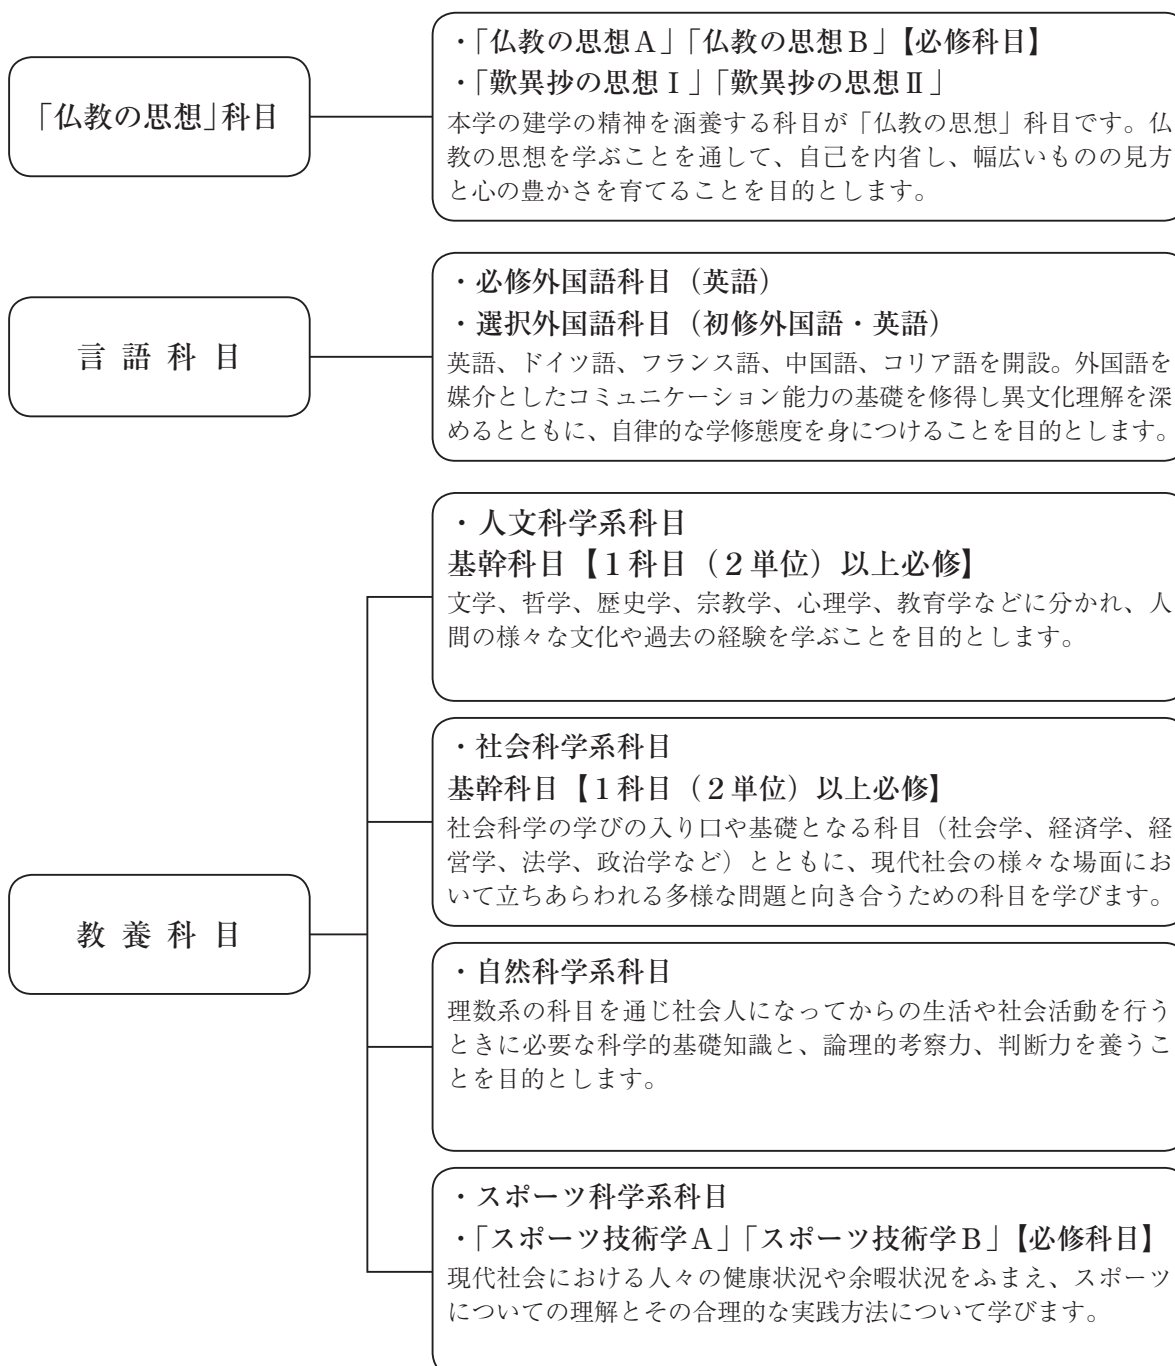 「仏教の思想」科目
・「仏教の思想A」「仏教の思想B」【必修科目】
・「歎異抄の思想Ⅰ」「歎異抄の思想Ⅱ」
本学の建学の精神を涵養する科目が「仏教の思想」科目です。仏
教の思想を学ぶことを通して、自己を内省し、幅広いものの見方
と心の豊かさを育てることを目的とします。
言語科目
・必修外国語科目（英語）
・選択外国語科目（初修外国語・英語）
英語、ドイツ語、フランス語、中国語、コリア語を開設。外国語を
媒介としたコミュニケーション能力の基礎を修得し異文化理解を深
めるとともに、自律的な学修態度を身につけることを目的とします。
教養科目
・人文科学系科目
基幹科目【１科目（２単位）以上必修】
文学、哲学、歴史学、宗教学、心理学、教育学などに分かれ、人
間の様々な文化や過去の経験を学ぶことを目的とします。
・社会科学系科目
基幹科目【１科目（２単位）以上必修】
社会科学の学びの入り口や基礎となる科目（社会学、経済学、経
営学、法学、政治学など）とともに、現代社会の様々な場面にお
いて立ちあらわれる多様な問題と向き合うための科目を学びます。
・自然科学系科目
理数系の科目を通じ社会人になってからの生活や社会活動を行う
ときに必要な科学的基礎知識と、論理的考察力、判断力を養うこ
とを目的とします。
・スポーツ科学系科目
・「スポーツ技術学A」「スポーツ技術学B」【必修科目】
現代社会における人々の健康状況や余暇状況をふまえ、スポーツ
についての理解とその合理的な実践方法について学びます。